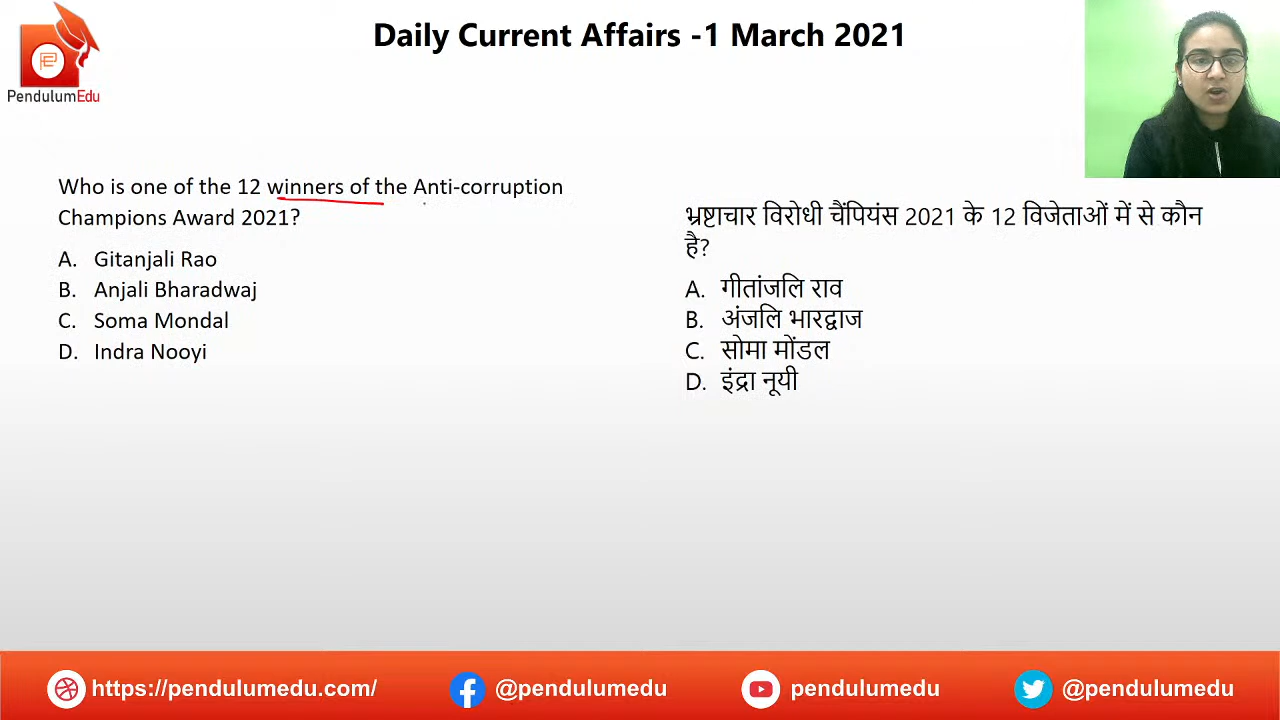 Daily Current Affairs -1 March 2021
PendulumEdu
Who is one of the 12 winners of the Anti-corruption
Champions Award 2021?
A. Gitanjali Rao
B. Anjali Bharadwaj
C. Soma Mondal
D. Indra Nooyi
भ्रष्टाचार विरोधी चैंपियंस 2021 के 12 विजेताओं में से कौन
है?
A. गीतांजलि राव
B. अंजलि भारद्वाज
C. सोमा मोंडल
D. इंद्रा नूयी
https://pendulumedu.com/
@pendulumedu
pendulumedu
@pendulumedu